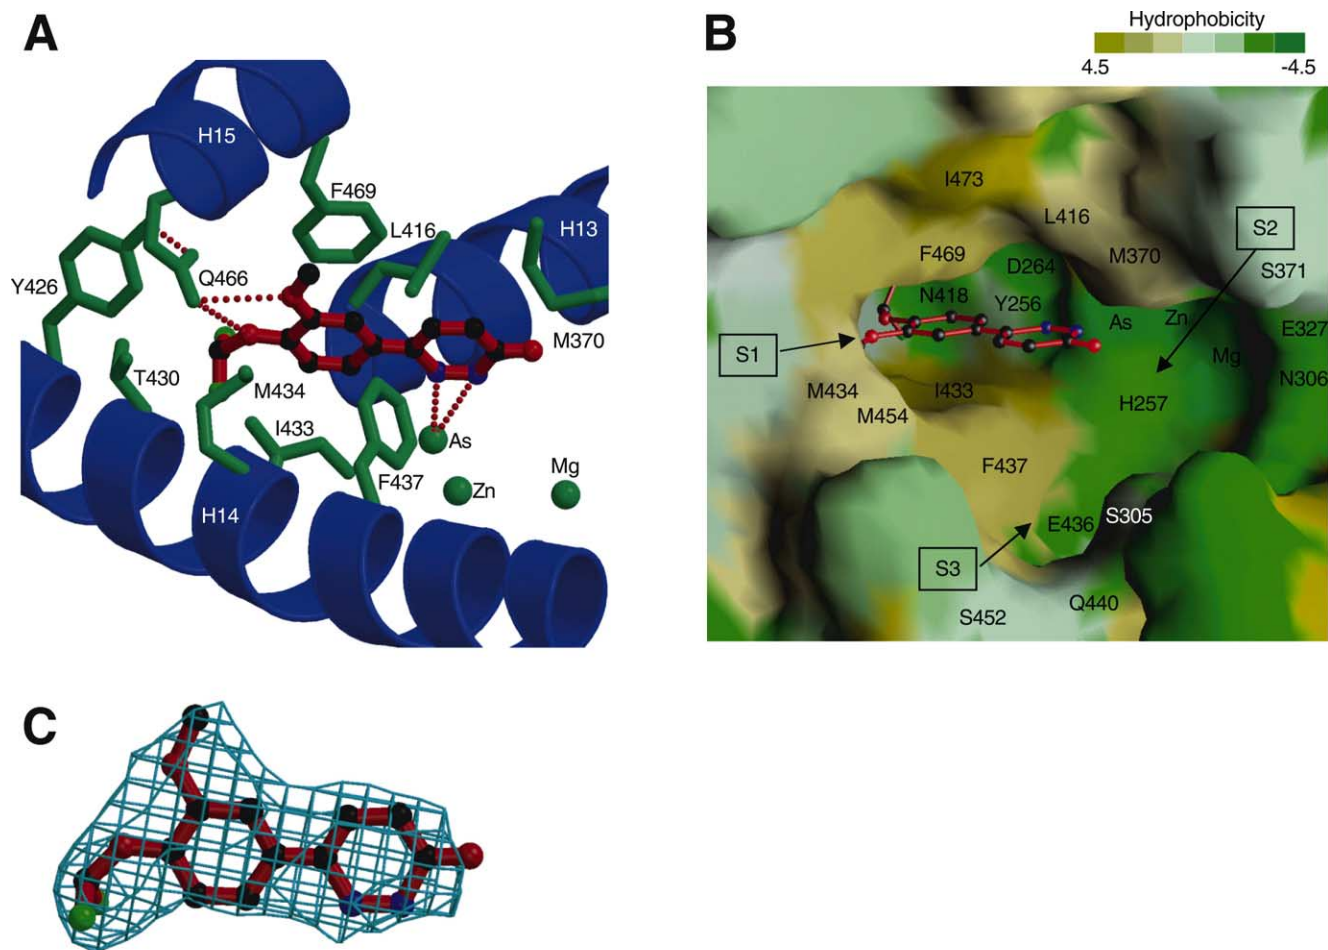 A
H15
F469
L416
H13
Y426
Q466
M370
T430
M434
As
I433
F437
Zn
Mg
H14
B
Hydrophobicity
4.5 -4.5
I473
L416
S2
F469
D264
M370
S371
N418
Y256
As
Zn
E327
S1
Mg
N306
M434
I433
H257
M454
F437
E436
S305
S3
Q440
S452
C